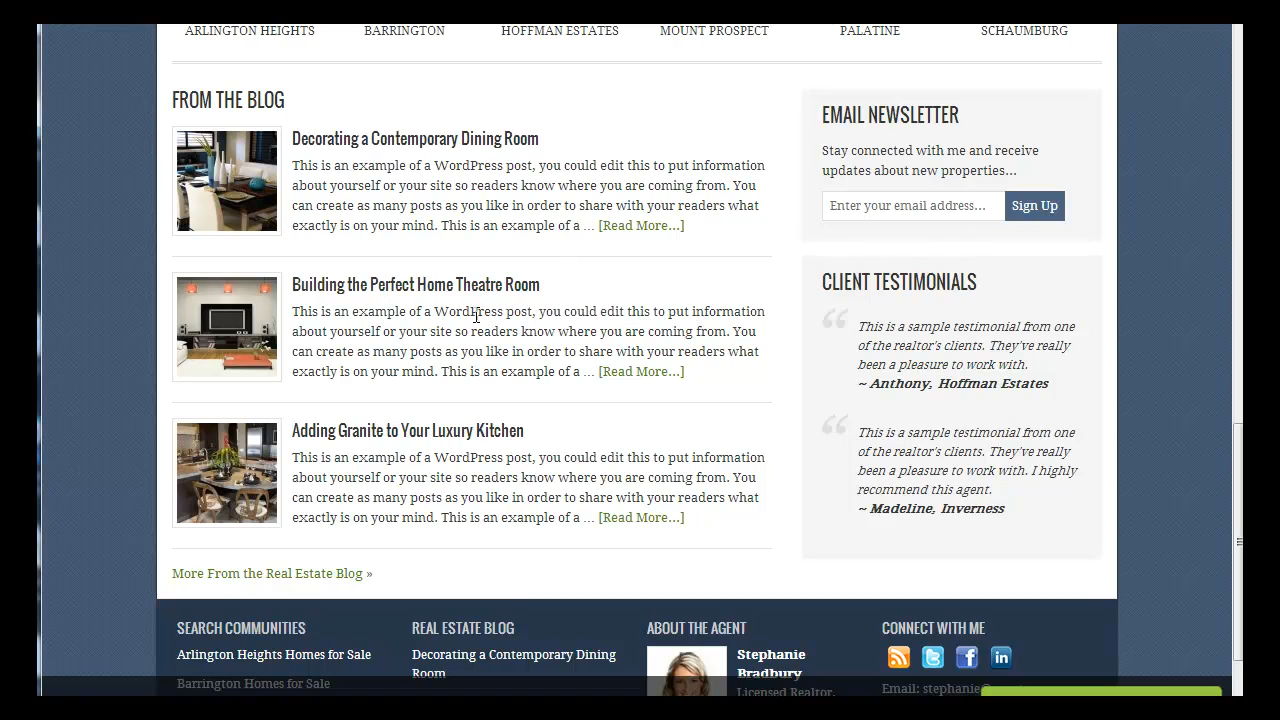 ARLINGTON HEIGHTS BARRINGTON HOFFMAN ESTATES MOUNT PROSPECT PALATINE SCHAUMBURG
FROM THE BLOG
Decorating a Contemporary Dining Room
This is an example of a WordPress post, you could edit this to put information
about yourself or your site so readers know where you are coming from. You
can create as many posts as you like in order to share with your readers what
exactly is on your mind. This is an example of a ... [Read More...]
Building the Perfect Home Theatre Room
This is an example of a WordPress post, you could edit this to put information
about yourself or your site so readers know where you are coming from. You
can create as many posts as you like in order to share with your readers what
exactly is on your mind. This is an example of a ... [Read More...]
Adding Granite to Your Luxury Kitchen
This is an example of a WordPress post, you could edit this to put information
about yourself or your site so readers know where you are coming from. You
can create as many posts as you like in order to share with your readers what
exactly is on your mind. This is an example of a ... [Read More...]
More From the Real Estate Blog »
EMAIL NEWSLETTER
Stay connected with me and receive
updates about new properties...
Enter your email address... Sign Up
CLIENT TESTIMONIALS
This is a sample testimonial from one
of the realtor's clients. They've really
been a pleasure to work with.
~ Anthony, Hoffman Estates
This is a sample testimonial from one
of the realtor's clients. They've really
been a pleasure to work with. I highly
recommend this agent.
~ Madeline, Inverness
SEARCH COMMUNITIES
Arlington Heights Homes for Sale
Barrington Homes for Sale
REAL ESTATE BLOG
Decorating a Contemporary Dining
Room
ABOUT THE AGENT
Stephanie
Bradbury
Licensed Realtor,
CONNECT WITH ME
Email: stephanie@